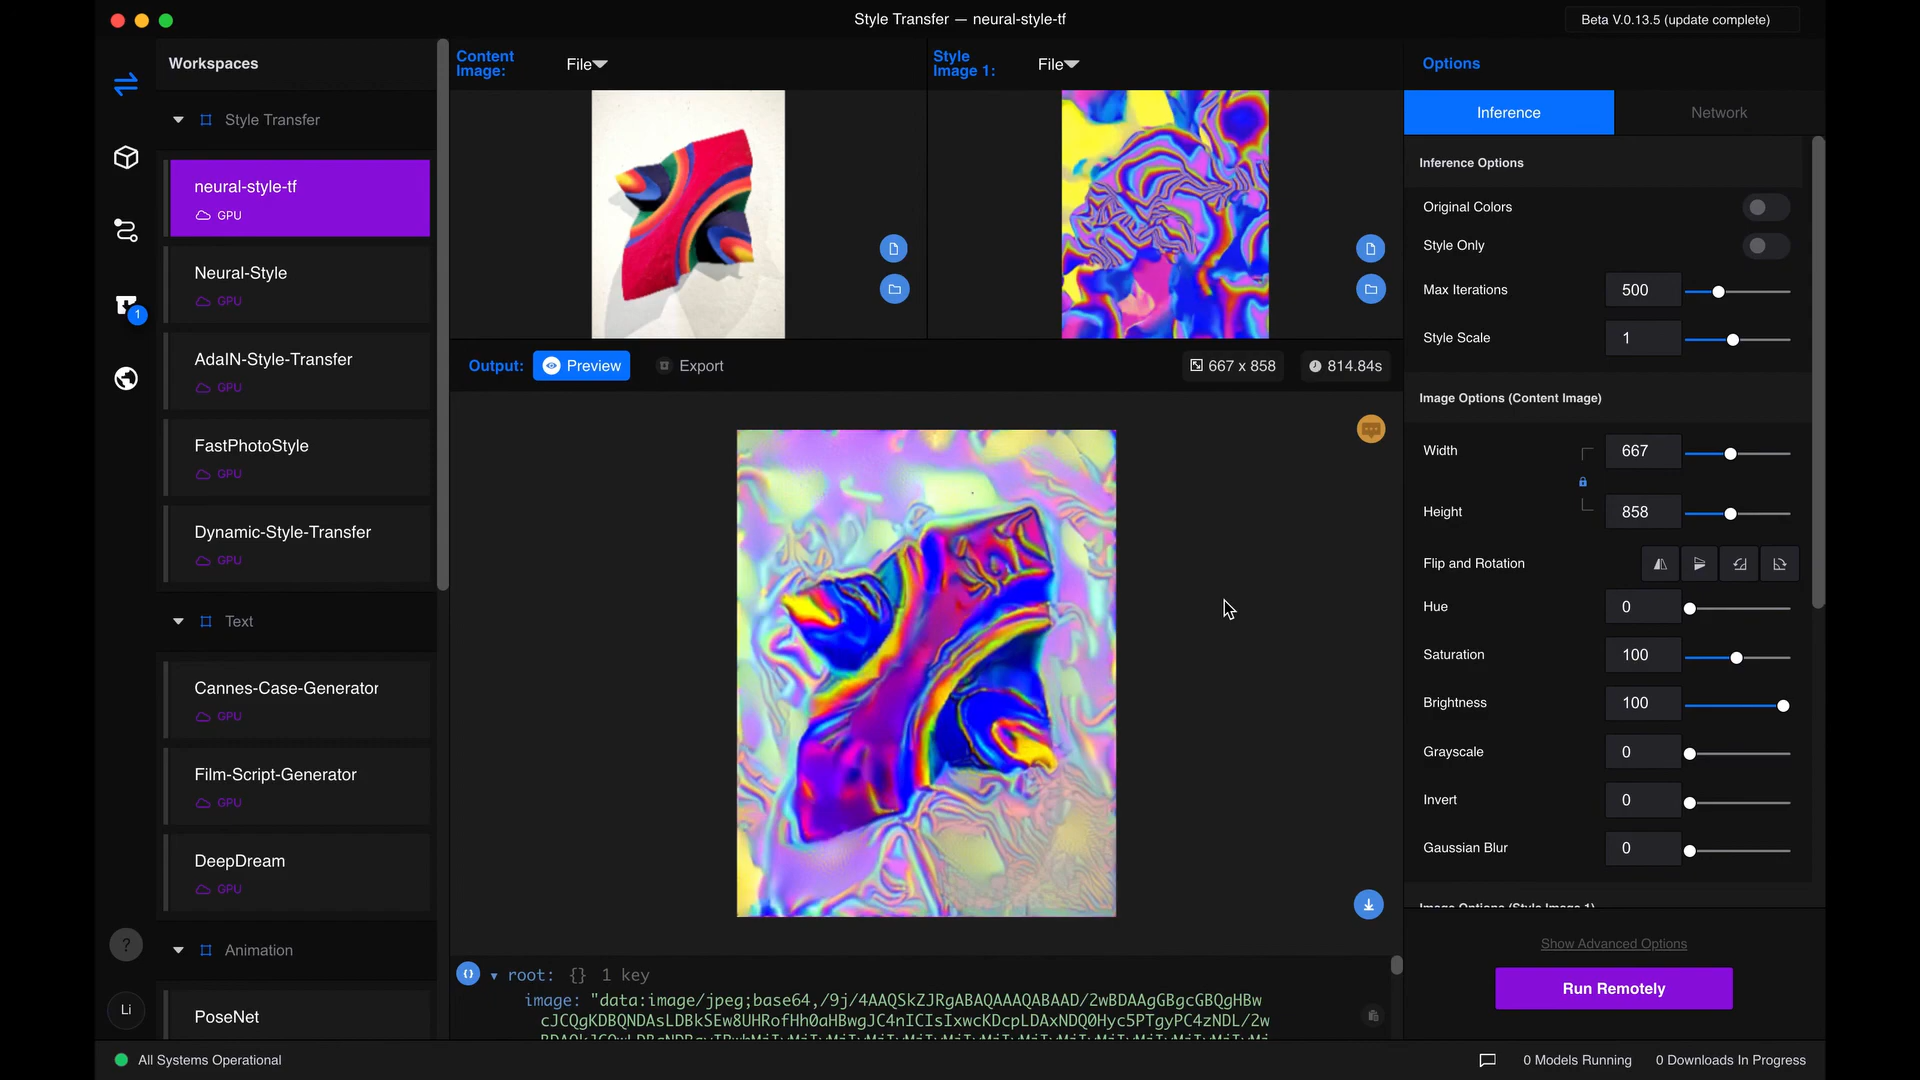 Style Transfer — neural-style-tf
Beta V.0.13.5 (update complete)
Workspaces
Style Transfer
neural-style-tf
GPU
Neural-Style
GPU
AdaIN-Style-Transfer
GPU
FastPhotoStyle
GPU
Dynamic-Style-Transfer
GPU
Text
Cannes-Case-Generator
GPU
Film-Script-Generator
GPU
DeepDream
GPU
Animation
PoseNet
1
?
Li
Content
Image:
File
Style
Image 1:
File
Output:
Preview
Export
667 x 858
814.84s
{}
root: {} 1 key
image: "data:image/jpeg;base64,/9j/4AAQSkZJRgABAQAAAQABAAD/2wBDAAgGBgcGBQgHBw
cJCQgKDBQNDAsLDBkSEw8UHRofHh0aHBwgJC4nICIsIxwcKDcpLDAxNDQ0Hyc5PTgyPC4zNDL/2w
Options
Inference
Network
Inference Options
Original Colors
Style Only
Max Iterations
500
Style Scale
1
Image Options (Content Image)
Width
667
Height
858
Flip and Rotation
Hue
0
Saturation
100
Brightness
100
Grayscale
0
Invert
0
Gaussian Blur
0
Image Options (Style Image 1)
Show Advanced Options
Run Remotely
All Systems Operational
0 Models Running
0 Downloads In Progress